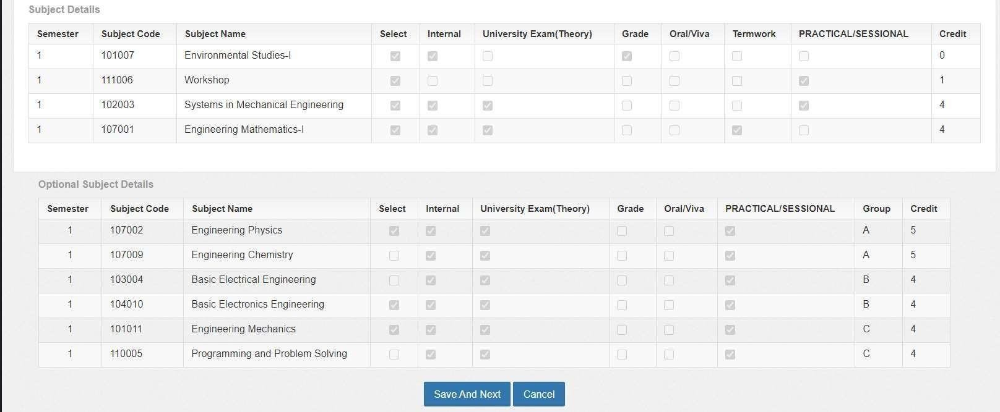 Subject Details
Semester Subject Code Subject Name Select Internal University Exam(Theory) Grade Oral/Viva Termwork PRACTICAL/SESSIONAL Credit
1 101007 Environmental Studies-I 0
1 111006 Workshop 1
1 102003 Systems in Mechanical Engineering 4
1 107001 Engineering Mathematics-I 4
Optional Subject Details
Semester Subject Code Subject Name Select Internal University Exam(Theory) Grade Oral/Viva PRACTICAL/SESSIONAL Group Credit
1 107002 Engineering Physics A 5
1 107009 Engineering Chemistry A 5
1 103004 Basic Electrical Engineering B 4
1 104010 Basic Electronics Engineering B 4
1 101011 Engineering Mechanics C 4
1 110005 Programming and Problem Solving C 4
Save And Next Cancel